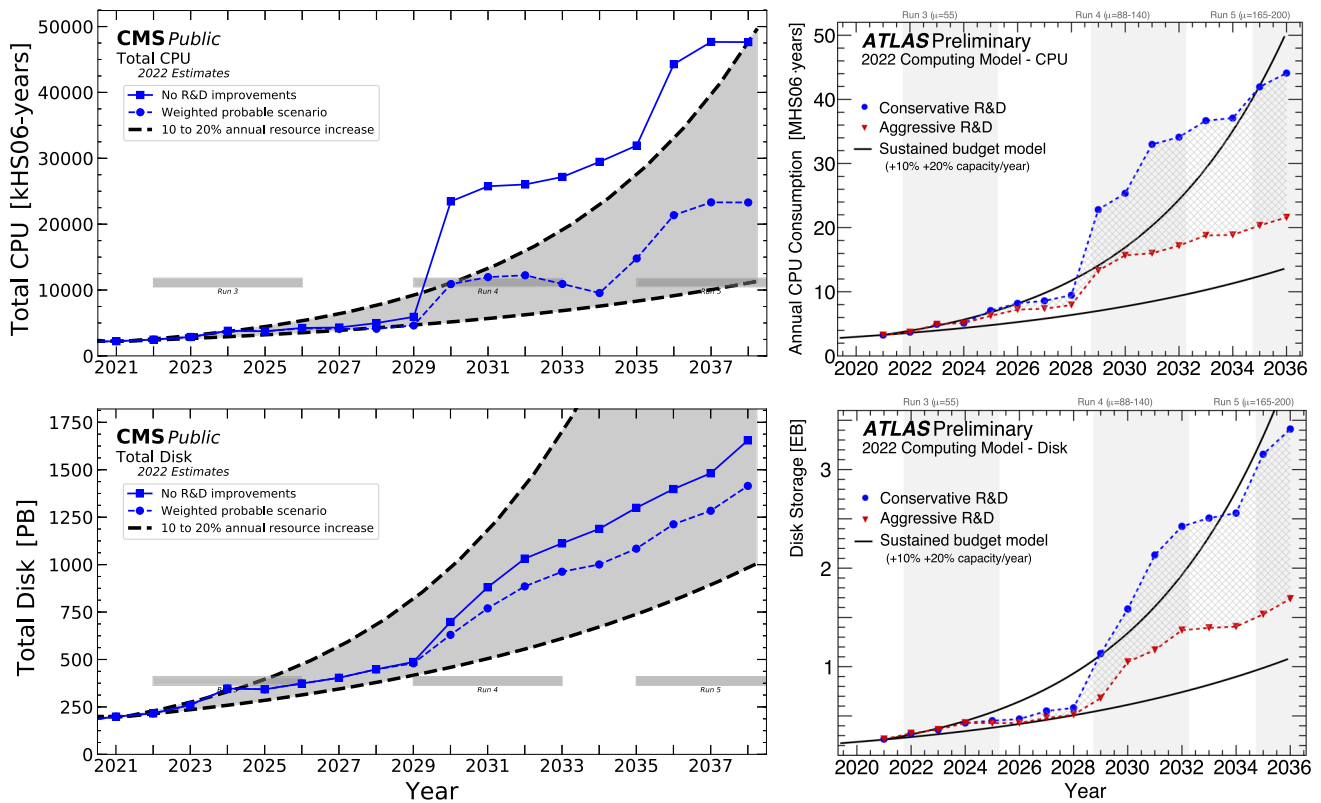 CMS Public
Total CPU
2022 Estimates
No R&D improvements
Weighted probable scenario
10 to 20% annual resource increase
Total CPU [kHS06-years]
50000
40000
30000
20000
10000
0
Run 3
Run 4
Run 5
2021 2023 2025 2027 2029 2031 2033 2035 2037
Run 3 (μ=55)
Run 4 (μ=88-140)
Run 5 (μ=165-200)
ATLAS Preliminary
2022 Computing Model - CPU
Conservative R&D
Aggressive R&D
Sustained budget model
(+10% +20% capacity/year)
Annual CPU Consumption [MHS06·years]
50
40
30
20
10
0
2020 2022 2024 2026 2028 2030 2032 2034 2036
CMS Public
Total Disk
2022 Estimates
No R&D improvements
Weighted probable scenario
10 to 20% annual resource increase
Total Disk [PB]
1750
1500
1250
1000
750
500
250
0
Run 3
Run 4
Run 5
2021 2023 2025 2027 2029 2031 2033 2035 2037
Year
Run 3 (μ=55)
Run 4 (μ=88-140)
Run 5 (μ=165-200)
ATLAS Preliminary
2022 Computing Model - Disk
Conservative R&D
Aggressive R&D
Sustained budget model
(+10% +20% capacity/year)
Disk Storage [EB]
3
2
1
2020 2022 2024 2026 2028 2030 2032 2034 2036
Year